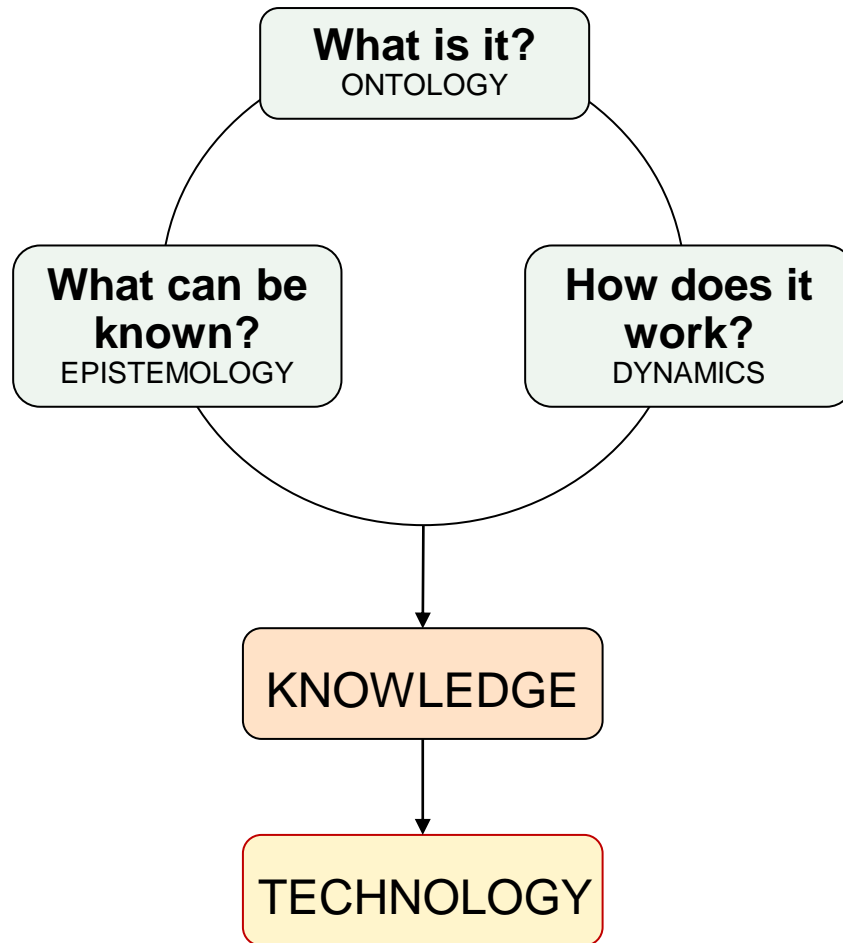 What is it?
ONTOLOGY
What can be
known?
EPISTEMOLOGY
How does it
work?
DYNAMICS
KNOWLEDGE
TECHNOLOGY